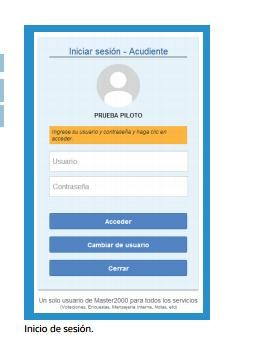 Iniciar sesión - Acudiente
PRUEBA PILOTO
Ingrese su usuario y contraseña y haga clic en
acceder.
Usuario
Contraseña
Acceder
Cambiar de usuario
Cerrar
Un solo usuario de Master2000 para todos los servicios
(Votaciones, Encuestas, Mensajería Interna, Notas, etc)
Inicio de sesión.